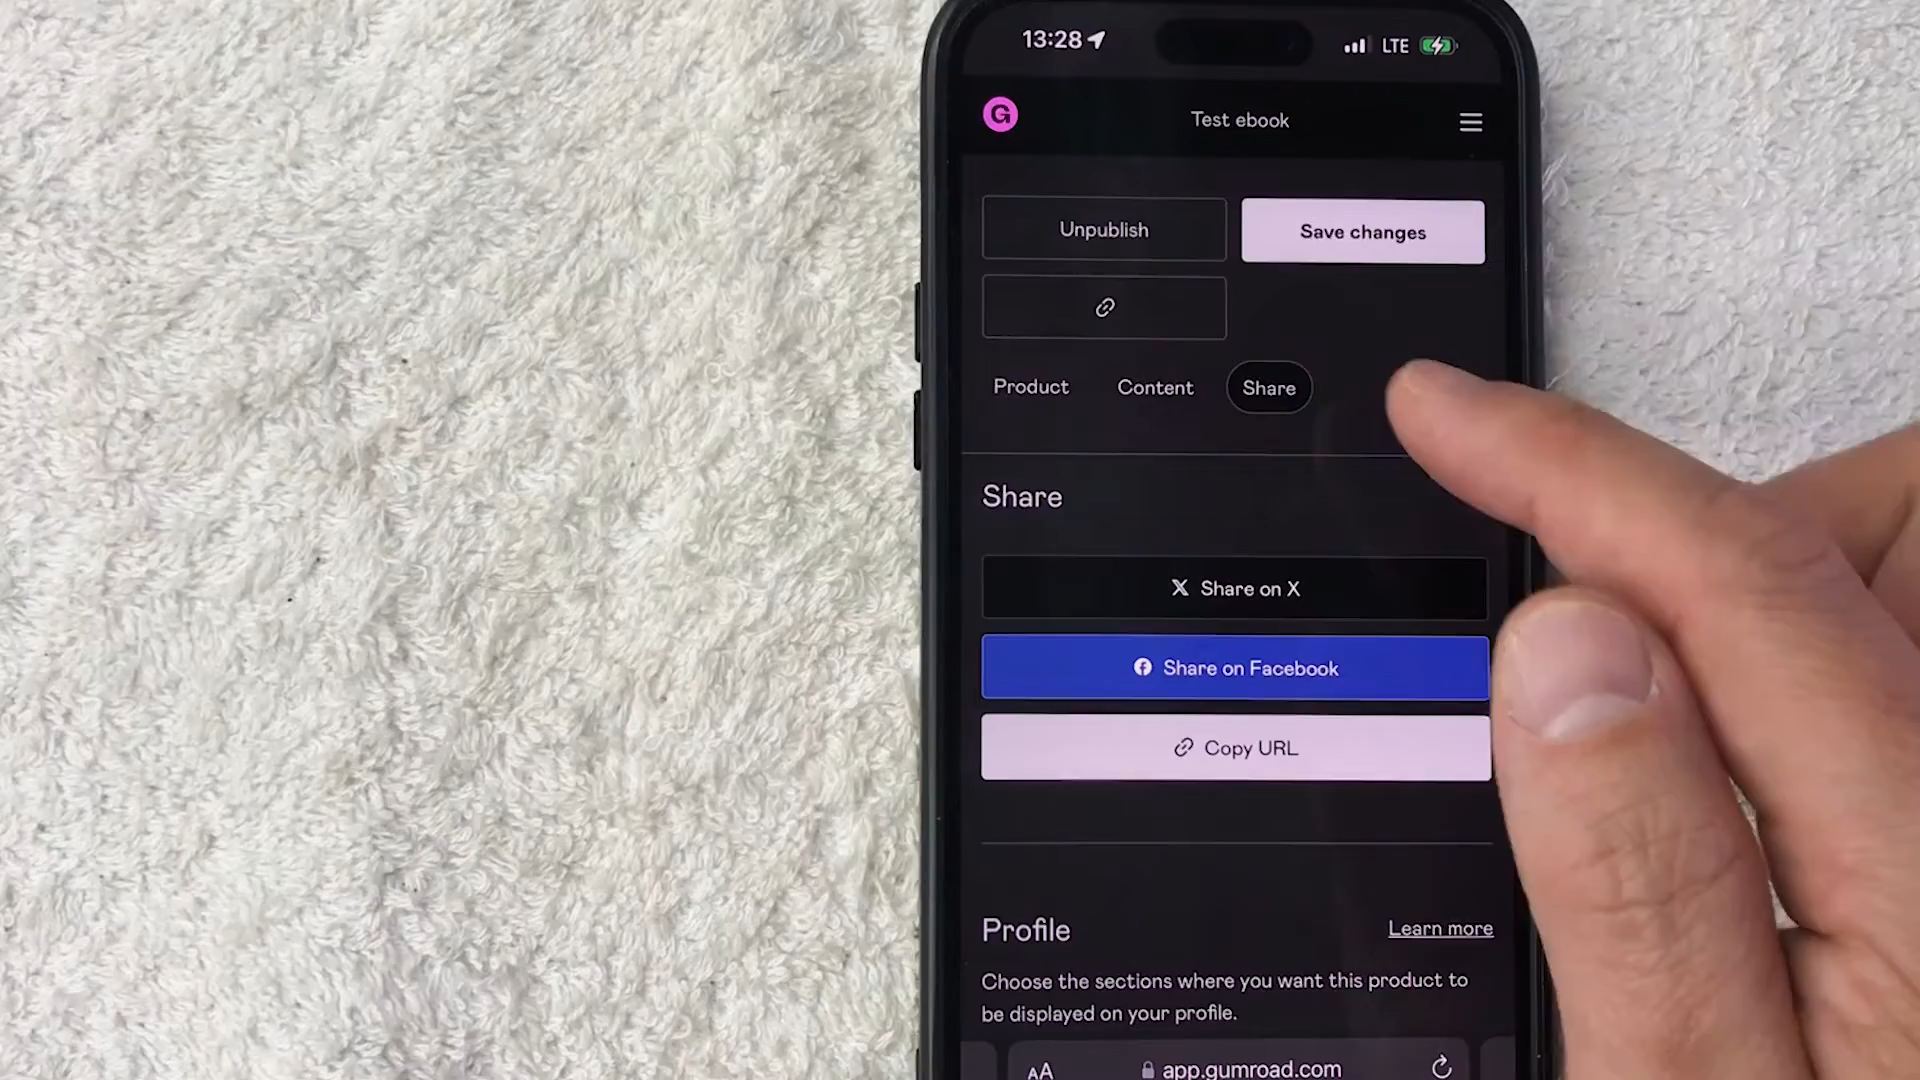 13:28 LTE
G Test ebook
Unpublish Save changes
Product Content Share
Share
X Share on X
f Share on Facebook
Copy URL
Profile Learn more
Choose the sections where you want this product to
be displayed on your profile.
AA app.gumroad.com